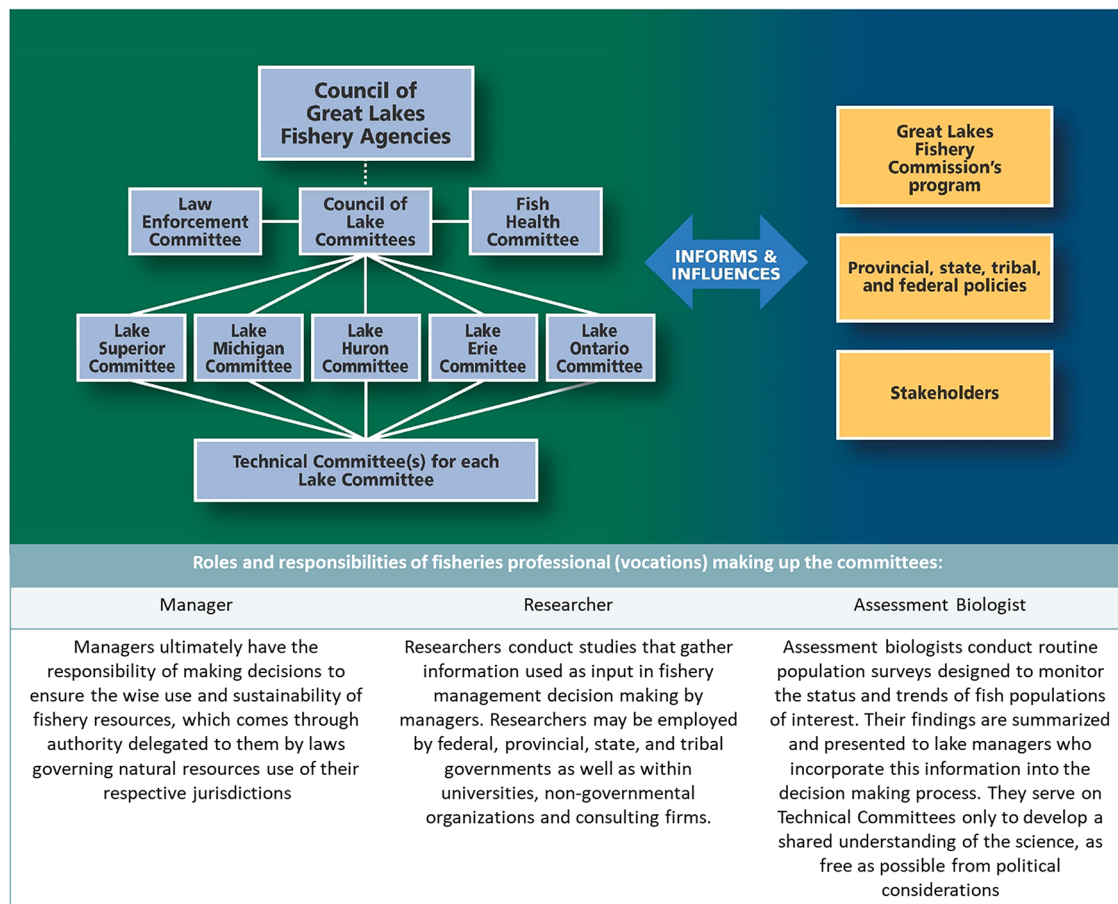 Council of
Great Lakes
Fishery Agencies
Law
Enforcement
Committee
Council of
Lake
Committees
Fish
Health
Committee
Lake
Superior
Committee
Lake
Michigan
Committee
Lake
Huron
Committee
Lake
Erie
Committee
Lake
Ontario
Committee
Technical Committee(s) for each
Lake Committee
INFORMS &
INFLUENCES
Great Lakes
Fishery
Commission's
program
Provincial, state, tribal,
and federal policies
Stakeholders
Roles and responsibilities of fisheries professional (vocations) making up the committees:
Manager
Managers ultimately have the
responsibility of making decisions to
ensure the wise use and sustainability of
fishery resources, which comes through
authority delegated to them by laws
governing natural resources use of their
respective jurisdictions
Researcher
Researchers conduct studies that gather
information used as input in fishery
management decision making by
managers. Researchers may be employed
by federal, provincial, state, and tribal
governments as well as within
universities, non-governmental
organizations and consulting firms.
Assessment Biologist
Assessment biologists conduct routine
population surveys designed to monitor
the status and trends of fish populations
of interest. Their findings are summarized
and presented to lake managers who
incorporate this information into the
decision making process. They serve on
Technical Committees only to develop a
shared understanding of the science, as
free as possible from political
considerations